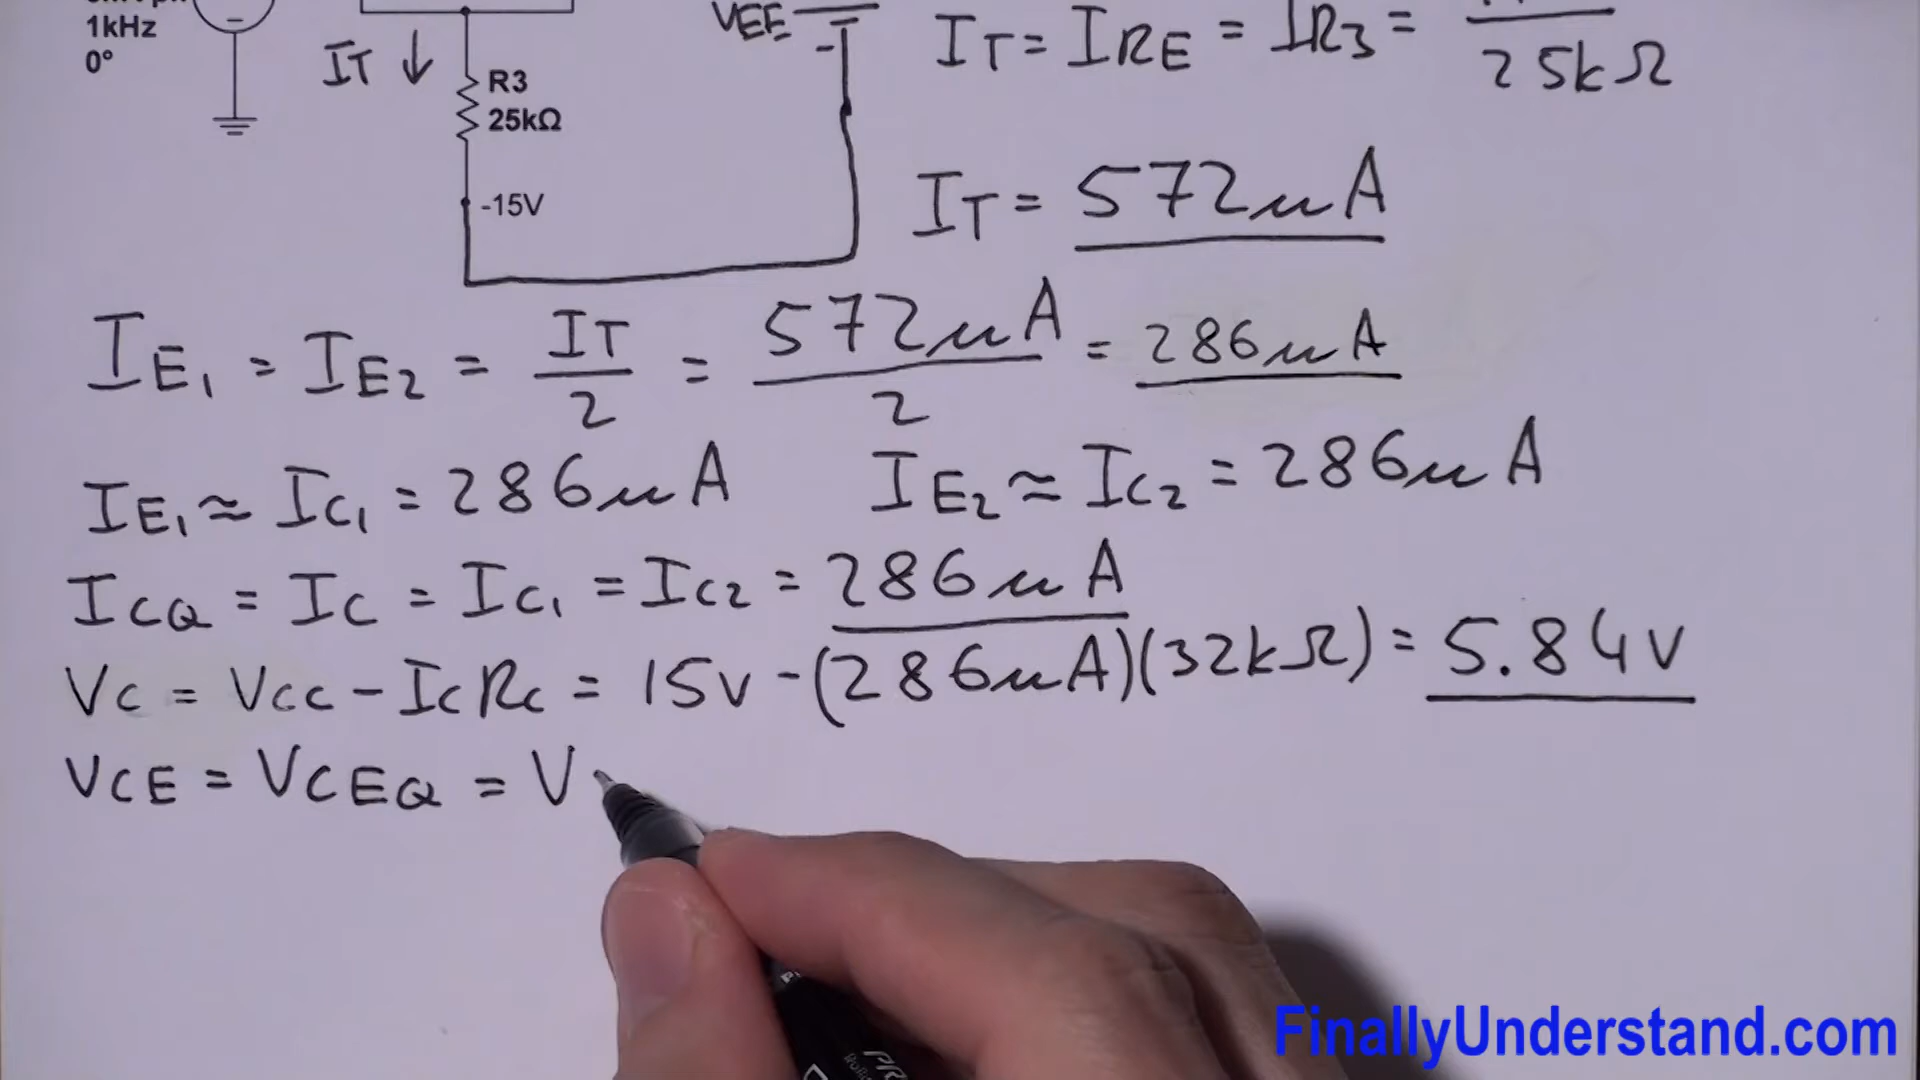 1kHz
0°
IT ↓
R3
25kΩ
-15V
VEE
-
IT = IRE = IR3 =
25kΩ
IT = 572uA
IE1 = IE2 = IT/2 = 572uA/2 = 286uA
IE1 ≈ IC1 = 286uA IE2 ≈ IC2 = 286uA
ICQ = IC = IC1 = IC2 = 286uA
VC = VCC - ICRC = 15V - (286uA)(32kΩ) = 5.84V
VCE = VCEQ = V
FinallyUnderstand.com